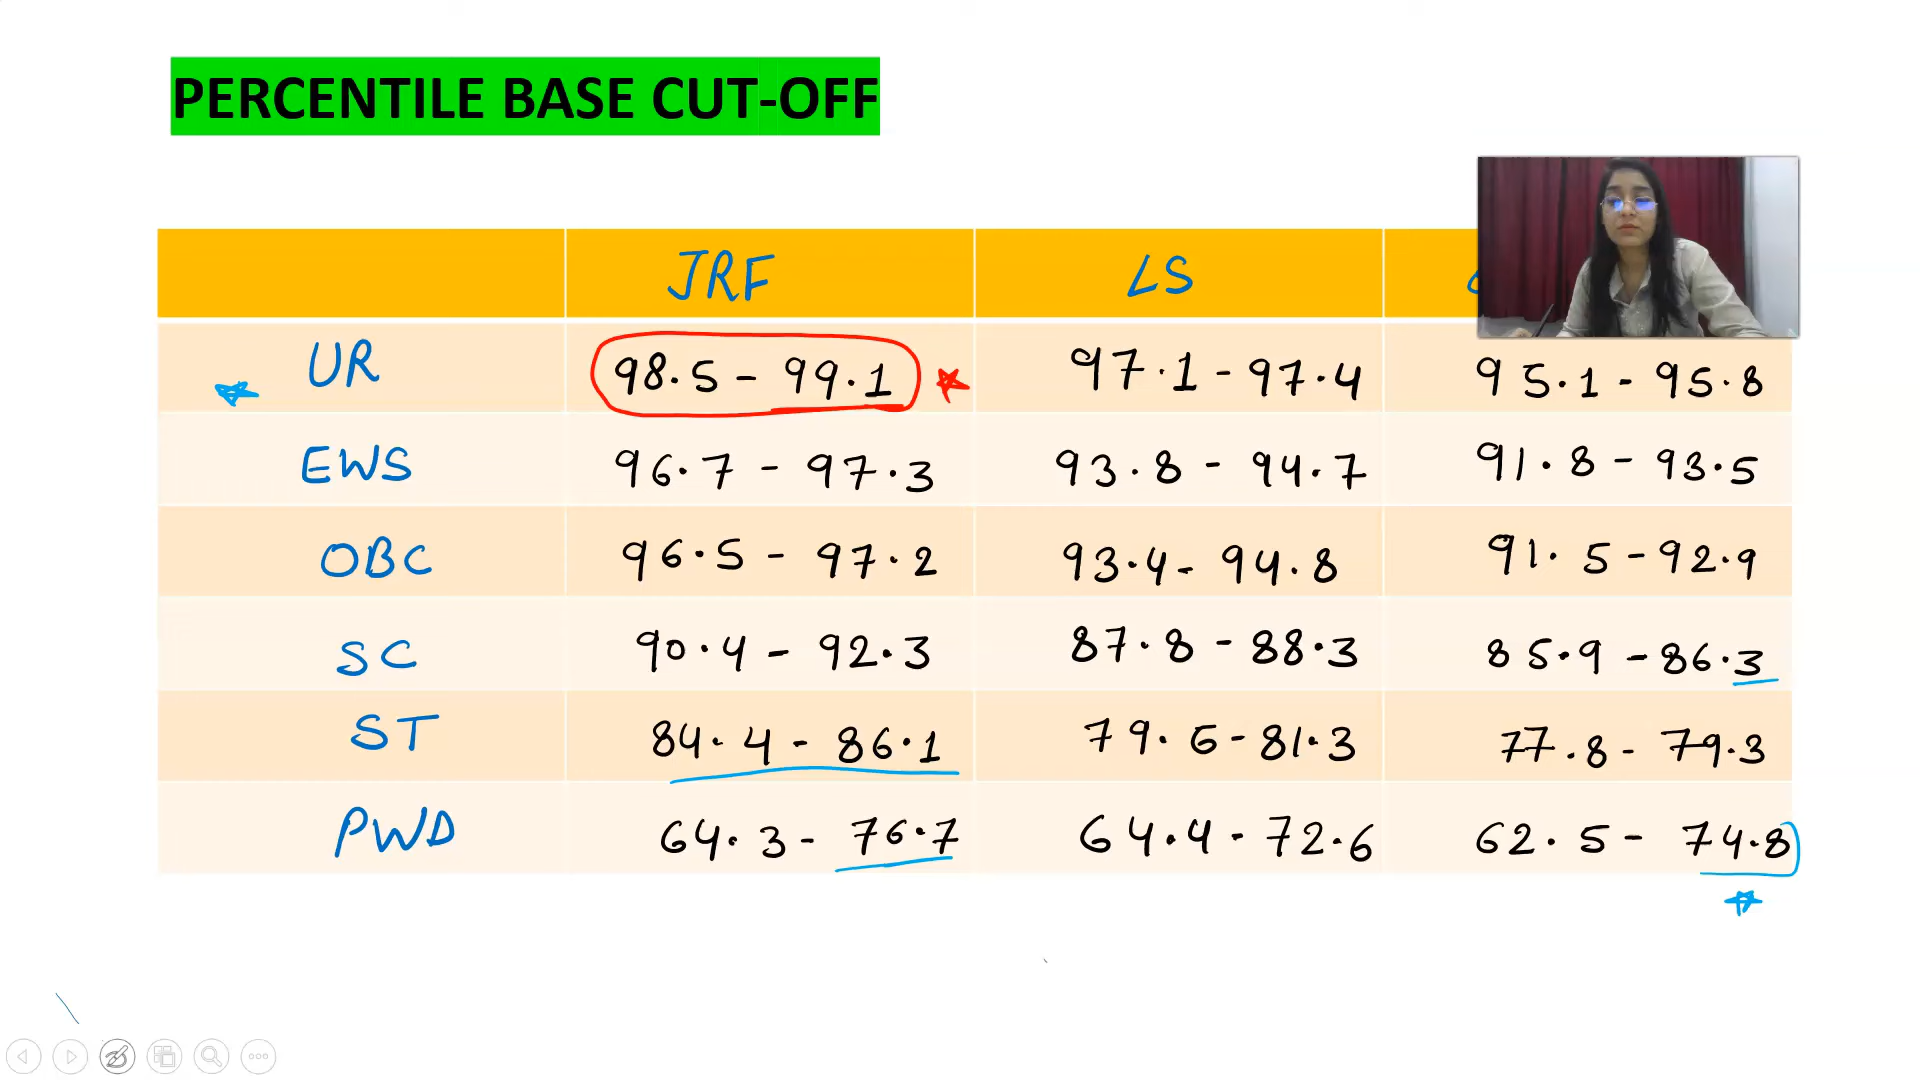 PERCENTILE BASE CUT-OFF
JRF LS
UR 98.5 - 99.1 97.1 - 97.4 95.1 - 95.8
EWS 96.7 - 97.3 93.8 - 94.7 91.8 - 93.5
OBC 96.5 - 97.2 93.4 - 94.8 91.5 - 92.9
SC 90.4 - 92.3 87.8 - 88.3 85.9 - 86.3
ST 84.4 - 86.1 79.6 - 81.3 77.8 - 79.3
PWD 64.3 - 76.7 64.4 - 72.6 62.5 - 74.8